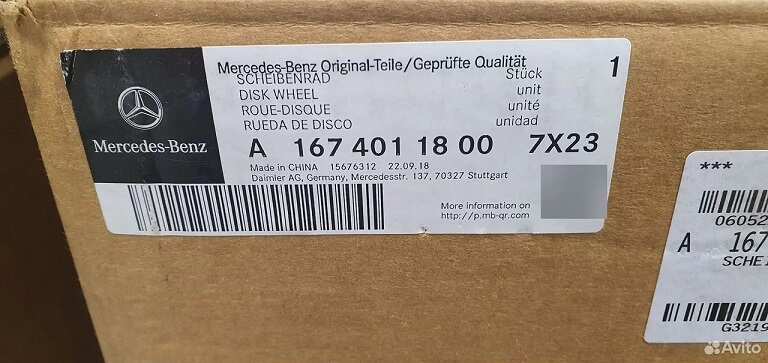 Mercedes-Benz Original-Teile/Geprüfte Qualität
SCHEIBENRAD Stück 1
DISK WHEEL unit
ROUE-DISQUE unité
RUEDA DE DISCO unidad
Mercedes-Benz
A 167 401 18 00 7X23
Made in CHINA 15676312 22.09.18
Daimler AG, Germany, Mercedesstr. 137, 70327 Stuttgart
More information on
http://p.mb-qr.com
***
06052
A 167
SCHEI
G3219
Avito